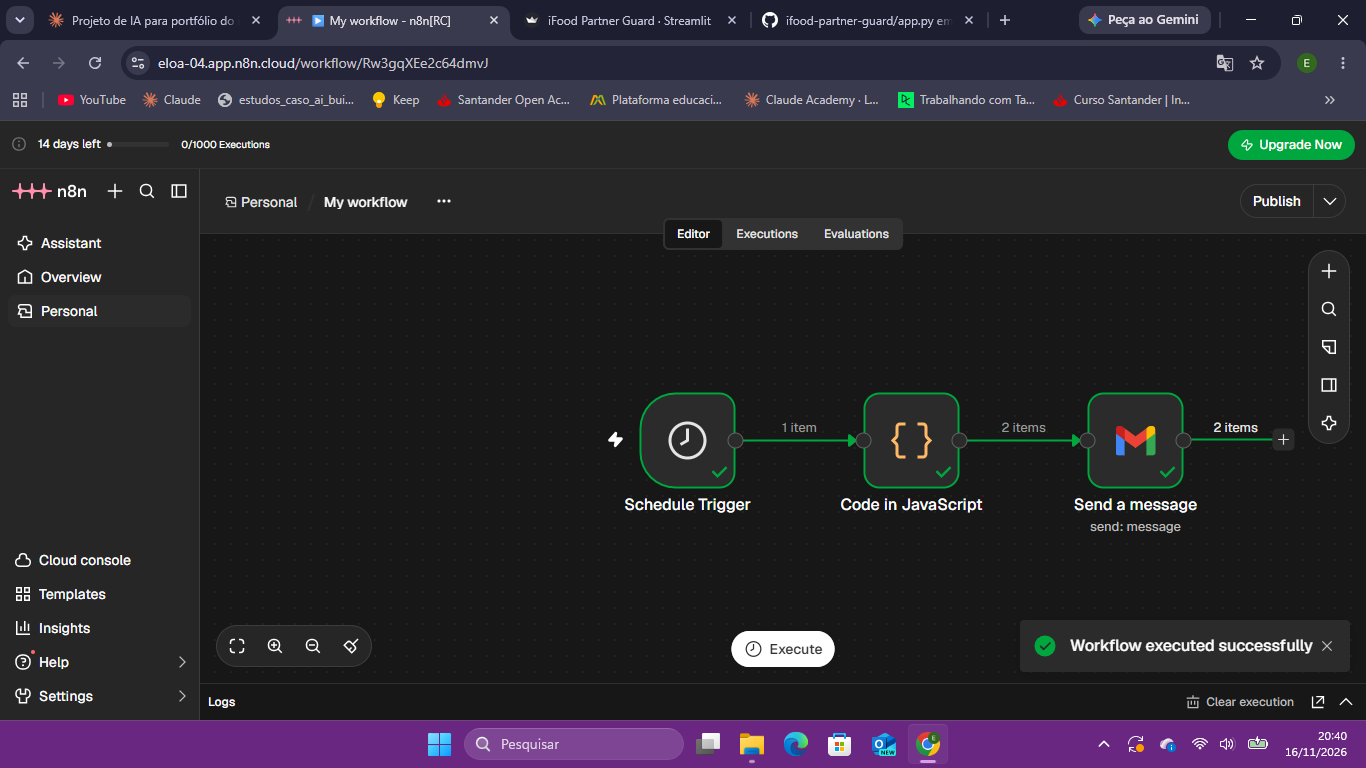 Projeto de IA para portfólio do
My workflow - n8n[RC]
iFood Partner Guard · Streamlit
ifood-partner-guard/app.py em
Peça ao Gemini
eloa-04.app.n8n.cloud/workflow/Rw3gqXEe2c64dmvJ
E
YouTube
Claude
estudos_caso_ai_bui...
Keep
Santander Open Ac...
Plataforma educaci...
Claude Academy · L...
Trabalhando com Ta...
Curso Santander | In...
14 days left
0/1000 Executions
Upgrade Now
n8n
Personal
/
My workflow
Publish
Editor
Executions
Evaluations
Assistant
Overview
Personal
1 item
2 items
2 items
Schedule Trigger
Code in JavaScript
Send a message
send: message
Cloud console
Templates
Insights
Help
Settings
Execute
Workflow executed successfully
Logs
Clear execution
Pesquisar
NEW
E
20:40
16/11/2026